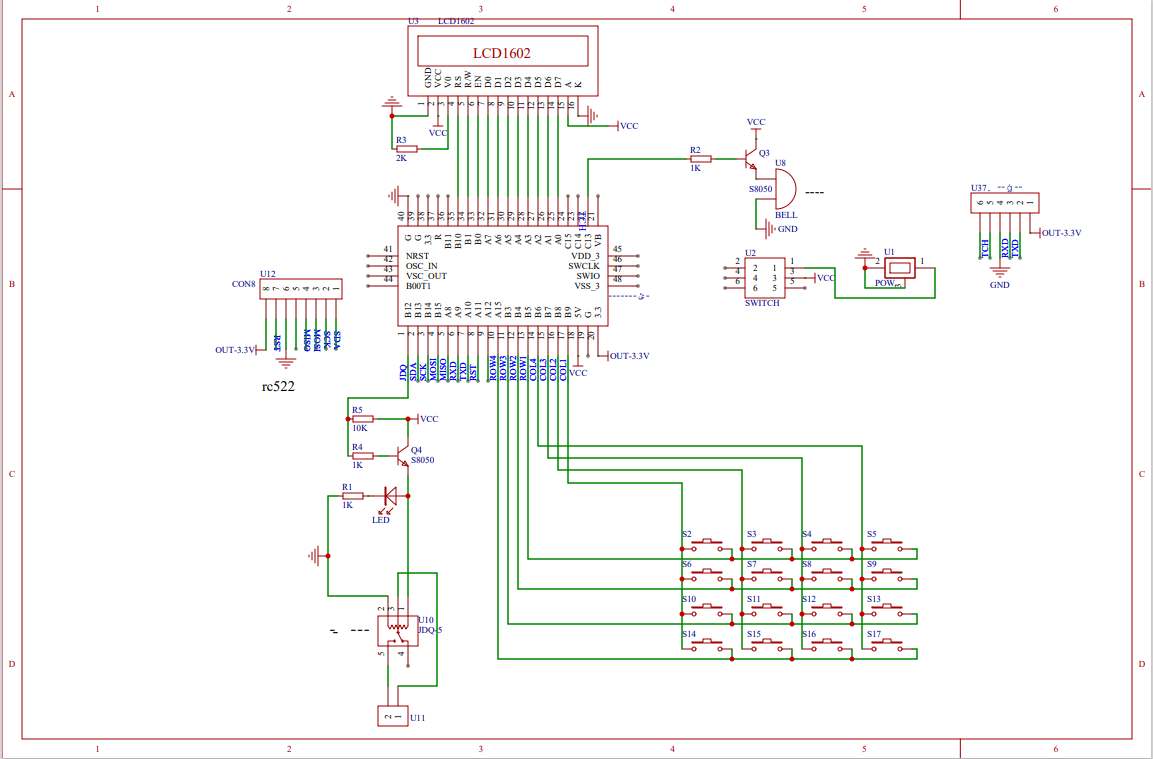 1 2 3 4 5 6
U3 LCD1602
LCD1602
GND VCC V0 RS R/W EN D0 D1 D2 D3 D4 D5 D6 D7 A K
1 2 3 4 5 6 7 8 9 10 11 12 13 14 15 16
A A
VCC VCC VCC
R3
2K
R2
1K
Q3
S8050
U8
BELL
GND
----
U37
6 5 4 3 2 1
TCH RXD TXD
OUT-3.3V
GND
40 39 38 37 36 35 34 33 32 31 30 29 28 27 26 25 24 23 22 21
G G 3.3 R B11 B10 B1 B0 A7 A6 A5 A4 A3 A2 A1 A0 C15 C14 C13 VB
41 NRST
42 OSC_IN
43 VSC_OUT
44 B00T1
VDD_3 45
SWCLK 46
SWIO 47
VSS_3 48
B12 B13 B14 B15 A8 A9 A10 A11 A12 A15 B3 B4 B5 B6 B7 B8 B9 5V G 3.3
1 2 3 4 5 6 7 8 9 10 11 12 13 14 15 16 17 18 19 20
JDQ SDA SCK MOSI MISO RXD TXD RST ROW4 ROW3 ROW2 ROW1 COL4 COL3 COL2 COL1
VCC
OUT-3.3V
B B
U2
2 2 1 1
4 4 3 3 VCC
6 6 5 5
SWITCH
U1
2 1
3
POW
U12
CON8
8 7 6 5 4 3 2 1
RST MISO MOSI SCK SDA
OUT-3.3V
rc522
R5
10K
VCC
R4
1K
Q4
S8050
R1
1K
LED
C C
S2 S3 S4 S5
S6 S7 S8 S9
S10 S11 S12 S13
S14 S15 S16 S17
2 3 1
U10
JDQ-5
5 4
D D
2 1
U11
1 2 3 4 5 6